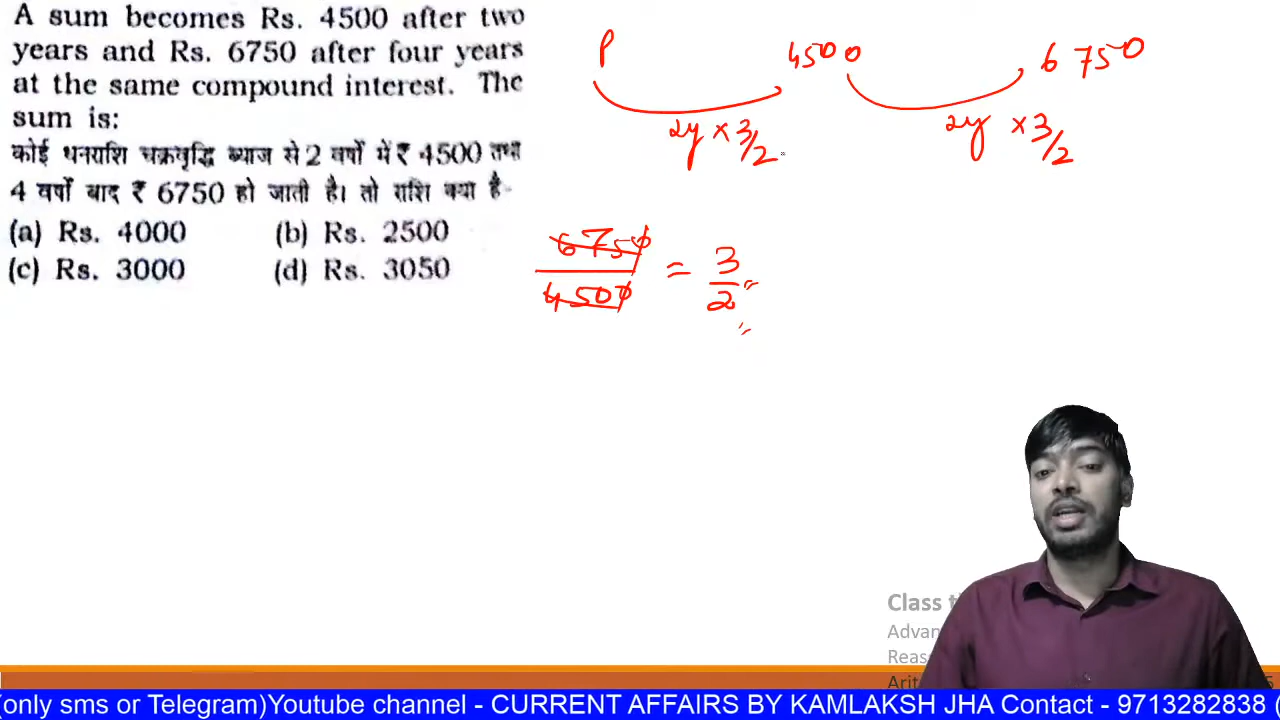 A sum becomes Rs. 4500 after two
years and Rs. 6750 after four years
at the same compound interest. The
sum is:
कोई धनराशि चक्रवृद्धि ब्याज से 2 वर्षों में ₹ 4500 तथा
4 वर्षों बाद ₹ 6750 हो जाती है। तो राशि क्या है-
(a) Rs. 4000 (b) Rs. 2500
(c) Rs. 3000 (d) Rs. 3050
P 4500 6750
2y × 3/2 2y × 3/2
6750
4500
= 3/2
Class t
Advan
Reas
Arit
(only sms or Telegram)Youtube channel - CURRENT AFFAIRS BY KAMLAKSH JHA Contact - 9713282838 (